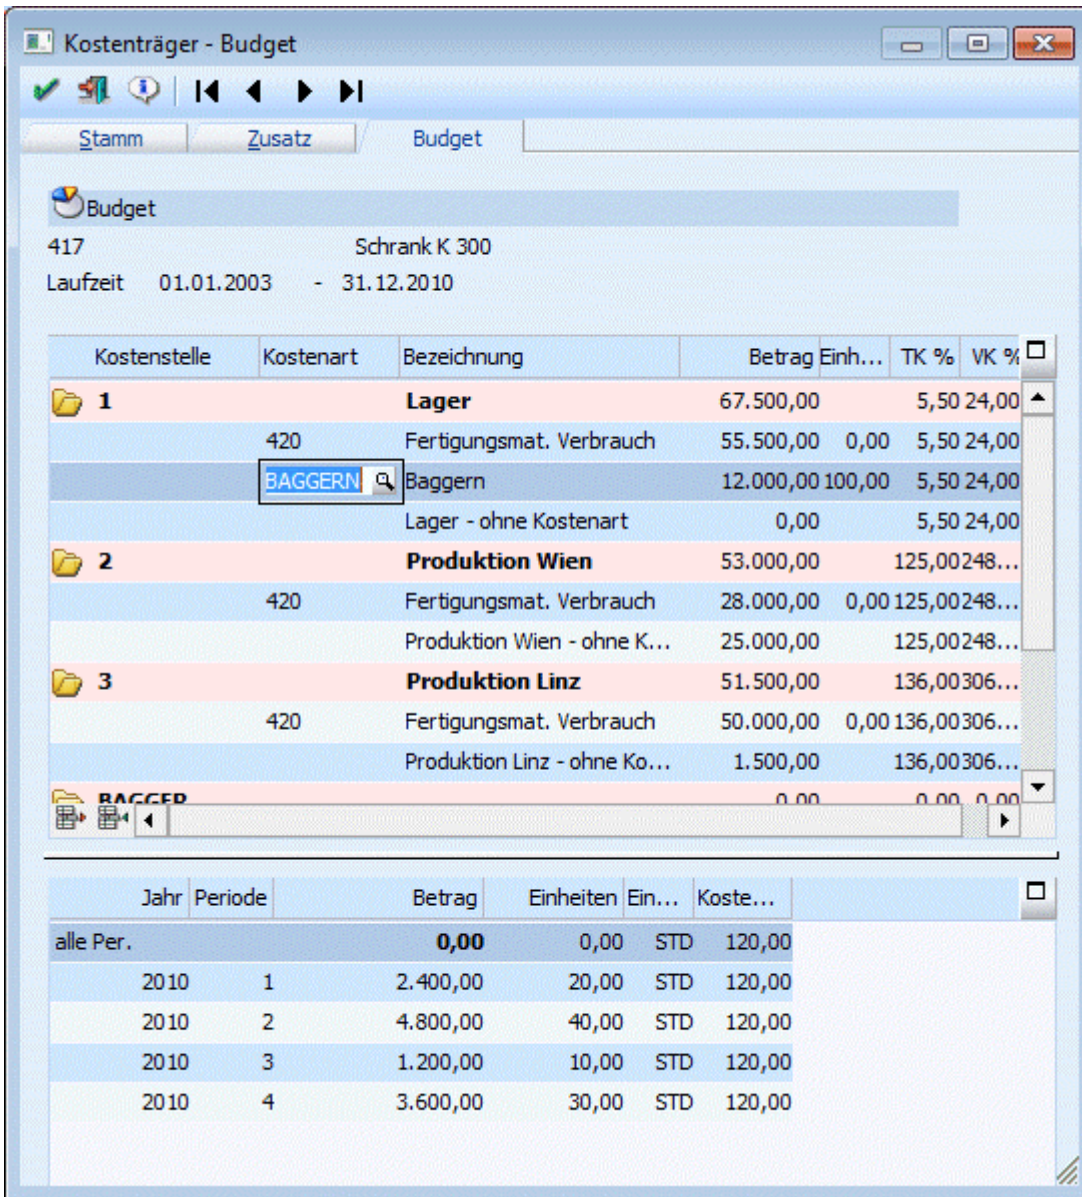 Kostenträger - Budget
Stamm Zusatz Budget
Budget
417 Schrank K 300
Laufzeit 01.01.2003 - 31.12.2010
Kostenstelle Kostenart Bezeichnung Betrag Einh... TK % VK %
1 Lager 67.500,00 5,50 24,00
420 Fertigungsmat. Verbrauch 55.500,00 0,00 5,50 24,00
BAGGERN Baggern 12.000,00 100,00 5,50 24,00
Lager - ohne Kostenart 0,00 5,50 24,00
2 Produktion Wien 53.000,00 125,00 248...
420 Fertigungsmat. Verbrauch 28.000,00 0,00 125,00 248...
Produktion Wien - ohne K... 25.000,00 125,00 248...
3 Produktion Linz 51.500,00 136,00 306...
420 Fertigungsmat. Verbrauch 50.000,00 0,00 136,00 306...
Produktion Linz - ohne Ko... 1.500,00 136,00 306...
BAGGER 0,00 0,00 0,00
Jahr Periode Betrag Einheiten Ein... Koste...
alle Per. 0,00 0,00 STD 120,00
2010 1 2.400,00 20,00 STD 120,00
2010 2 4.800,00 40,00 STD 120,00
2010 3 1.200,00 10,00 STD 120,00
2010 4 3.600,00 30,00 STD 120,00